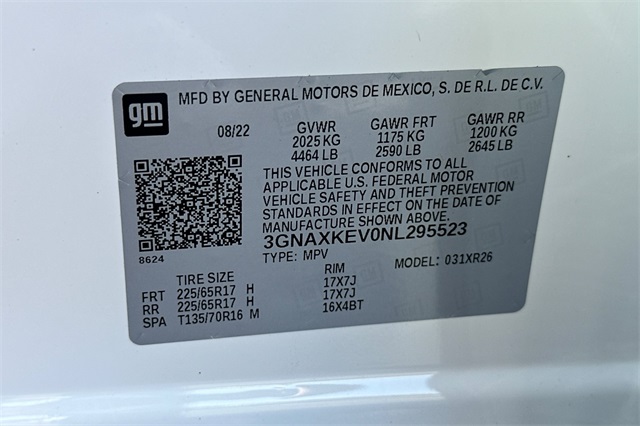 gm
MFD BY GENERAL MOTORS DE MEXICO, S. DE R.L. DE C.V.
08/22 GVWR GAWR FRT GAWR RR
2025 KG 1175 KG 1200 KG
4464 LB 2590 LB 2645 LB
THIS VEHICLE CONFORMS TO ALL
APPLICABLE U.S. FEDERAL MOTOR
VEHICLE SAFETY AND THEFT PREVENTION
STANDARDS IN EFFECT ON THE DATE OF
MANUFACTURE SHOWN ABOVE.
8624
3GNAXKEV0NL295523
TYPE: MPV MODEL: 031XR26
TIRE SIZE RIM
FRT 225/65R17 H 17X7J
RR 225/65R17 H 17X7J
SPA T135/70R16 M 16X4BT